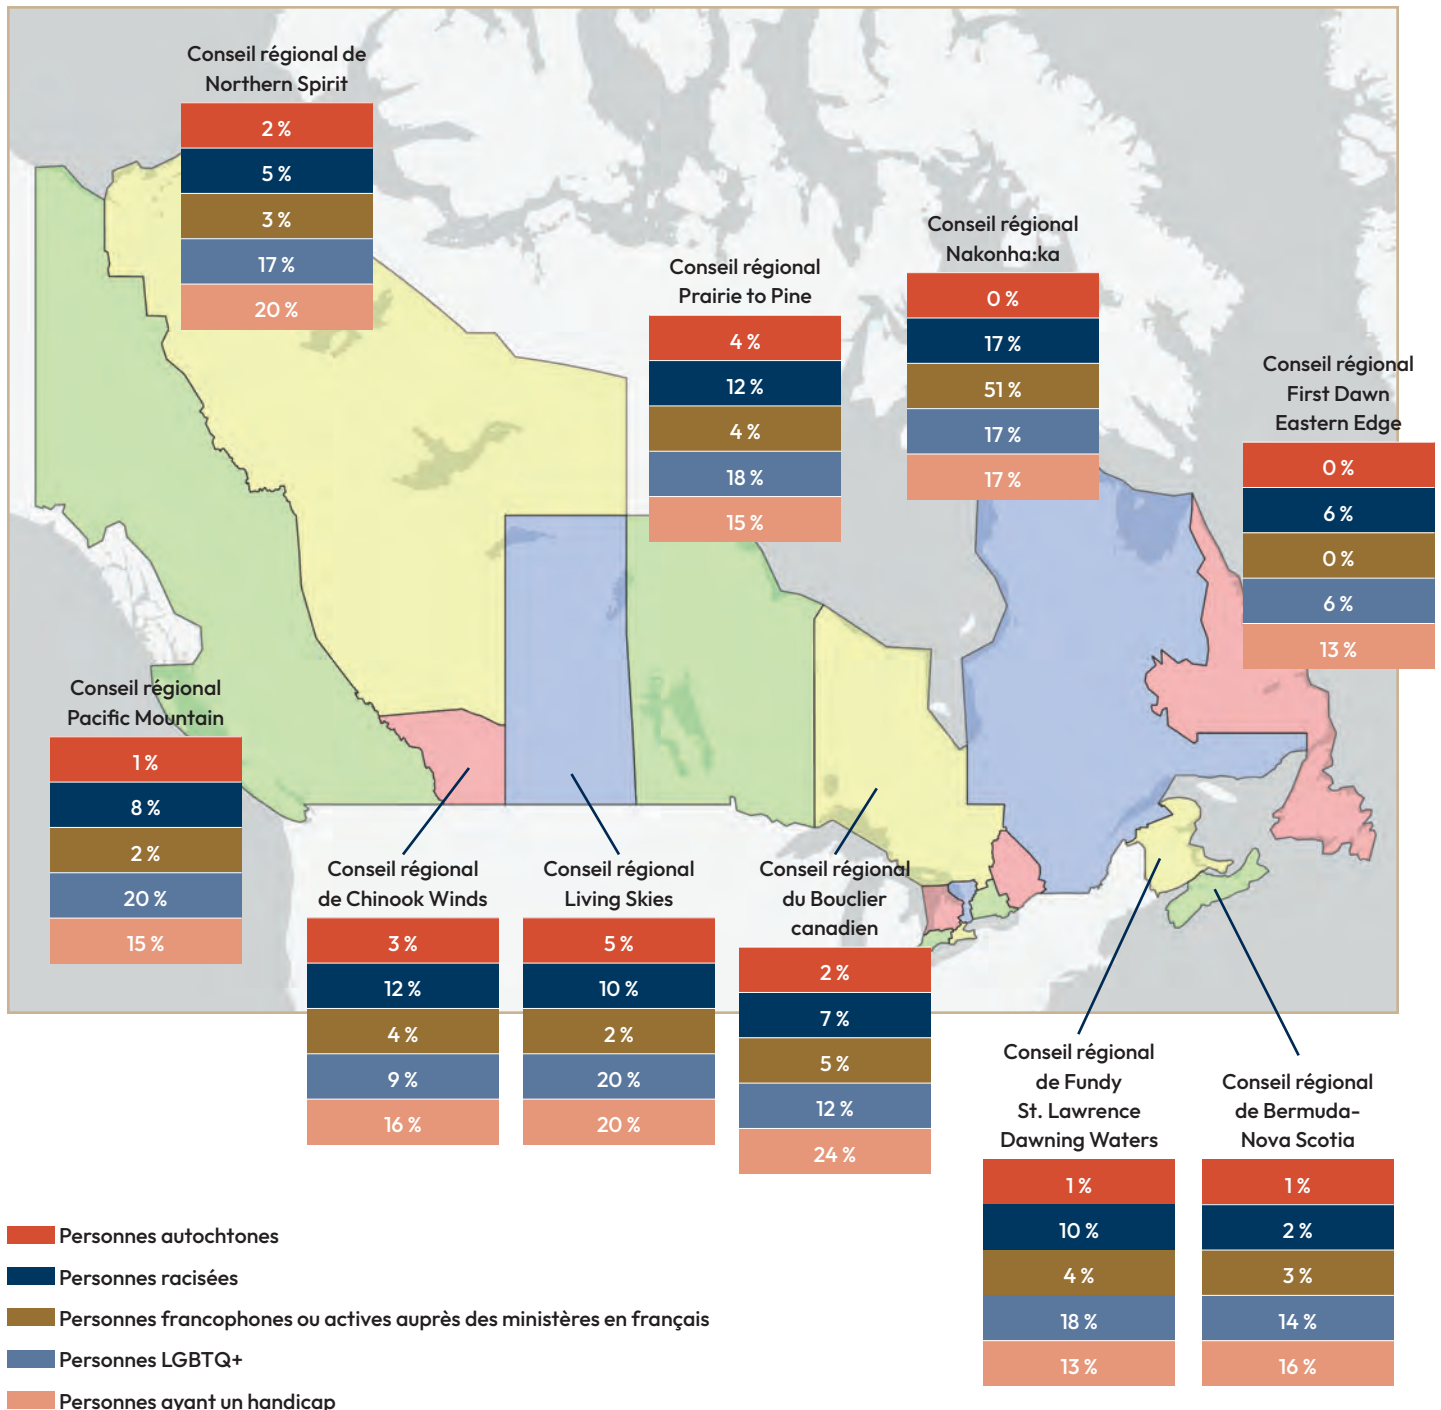 Conseil régional de
Northern Spirit
2 %
5 %
3 %
17 %
20 %
Conseil régional
Prairie to Pine
4 %
12 %
4 %
18 %
15 %
Conseil régional
Nakonha:ka
0 %
17 %
51 %
17 %
17 %
Conseil régional
First Dawn
Eastern Edge
0 %
6 %
0 %
6 %
13 %
Conseil régional
Pacific Mountain
1 %
8 %
2 %
20 %
15 %
Conseil régional
de Chinook Winds
3 %
12 %
4 %
9 %
16 %
Conseil régional
Living Skies
5 %
10 %
2 %
20 %
20 %
Conseil régional
du Bouclier
canadien
2 %
7 %
5 %
12 %
24 %
Conseil régional
de Fundy
St. Lawrence
Dawning Waters
1 %
10 %
4 %
18 %
13 %
Conseil régional
de Bermuda-
Nova Scotia
1 %
2 %
3 %
14 %
16 %
Personnes autochtones
Personnes racisées
Personnes francophones ou actives auprès des ministères en français
Personnes LGBTQ+
Personnes ayant un handicap